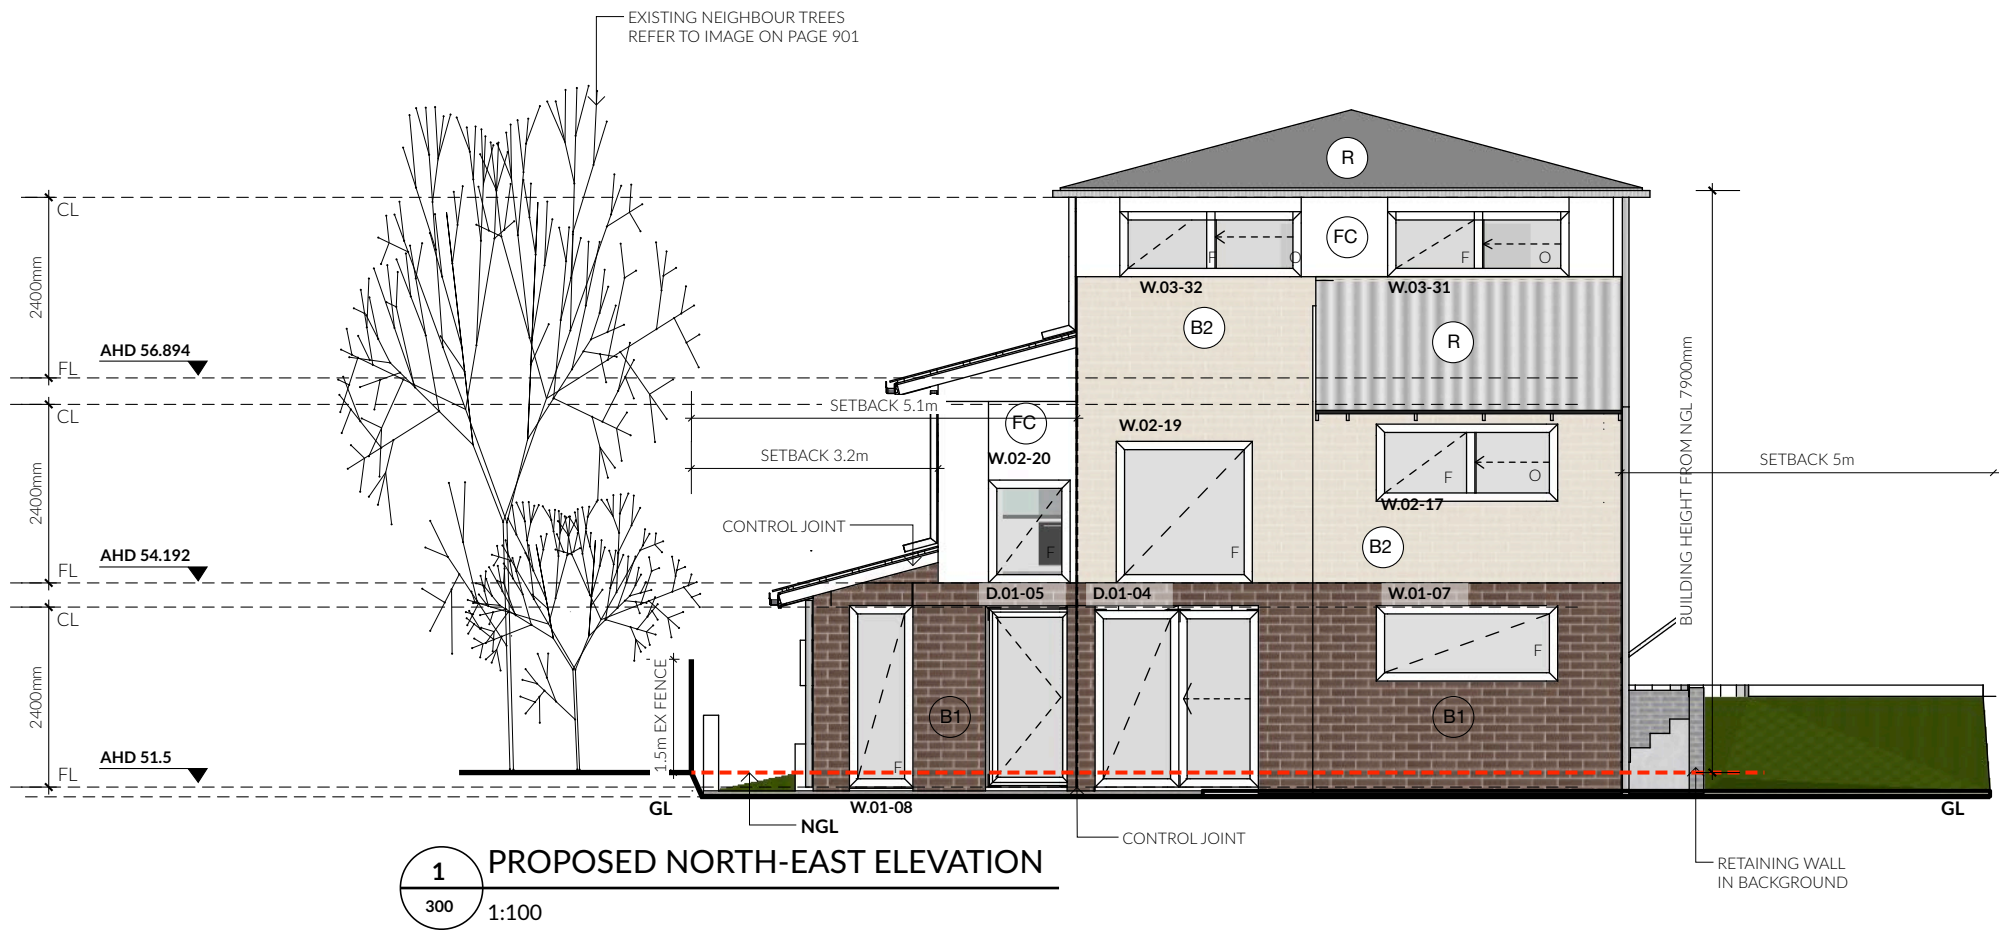 EXISTING NEIGHBOUR TREES
REFER TO IMAGE ON PAGE 901
R
CL
FC
F
O
F
O
2400mm
W.03-32
W.03-31
B2
R
AHD 56.894
FL
BUILDING HEIGHT FROM NGL 7900mm
CL
SETBACK 5.1m
FC
W.02-19
W.02-20
SETBACK 3.2m
SETBACK 5m
F
O
W.02-17
2400mm
CONTROL JOINT
F
F
B2
AHD 54.192
FL
D.01-05
D.01-04
W.01-07
CL
F
2400mm
1.5m EX FENCE
B1
B1
AHD 51.5
FL
F
GL
W.01-08
GL
NGL
CONTROL JOINT
1
300
PROPOSED NORTH-EAST ELEVATION
1:100
RETAINING WALL
IN BACKGROUND